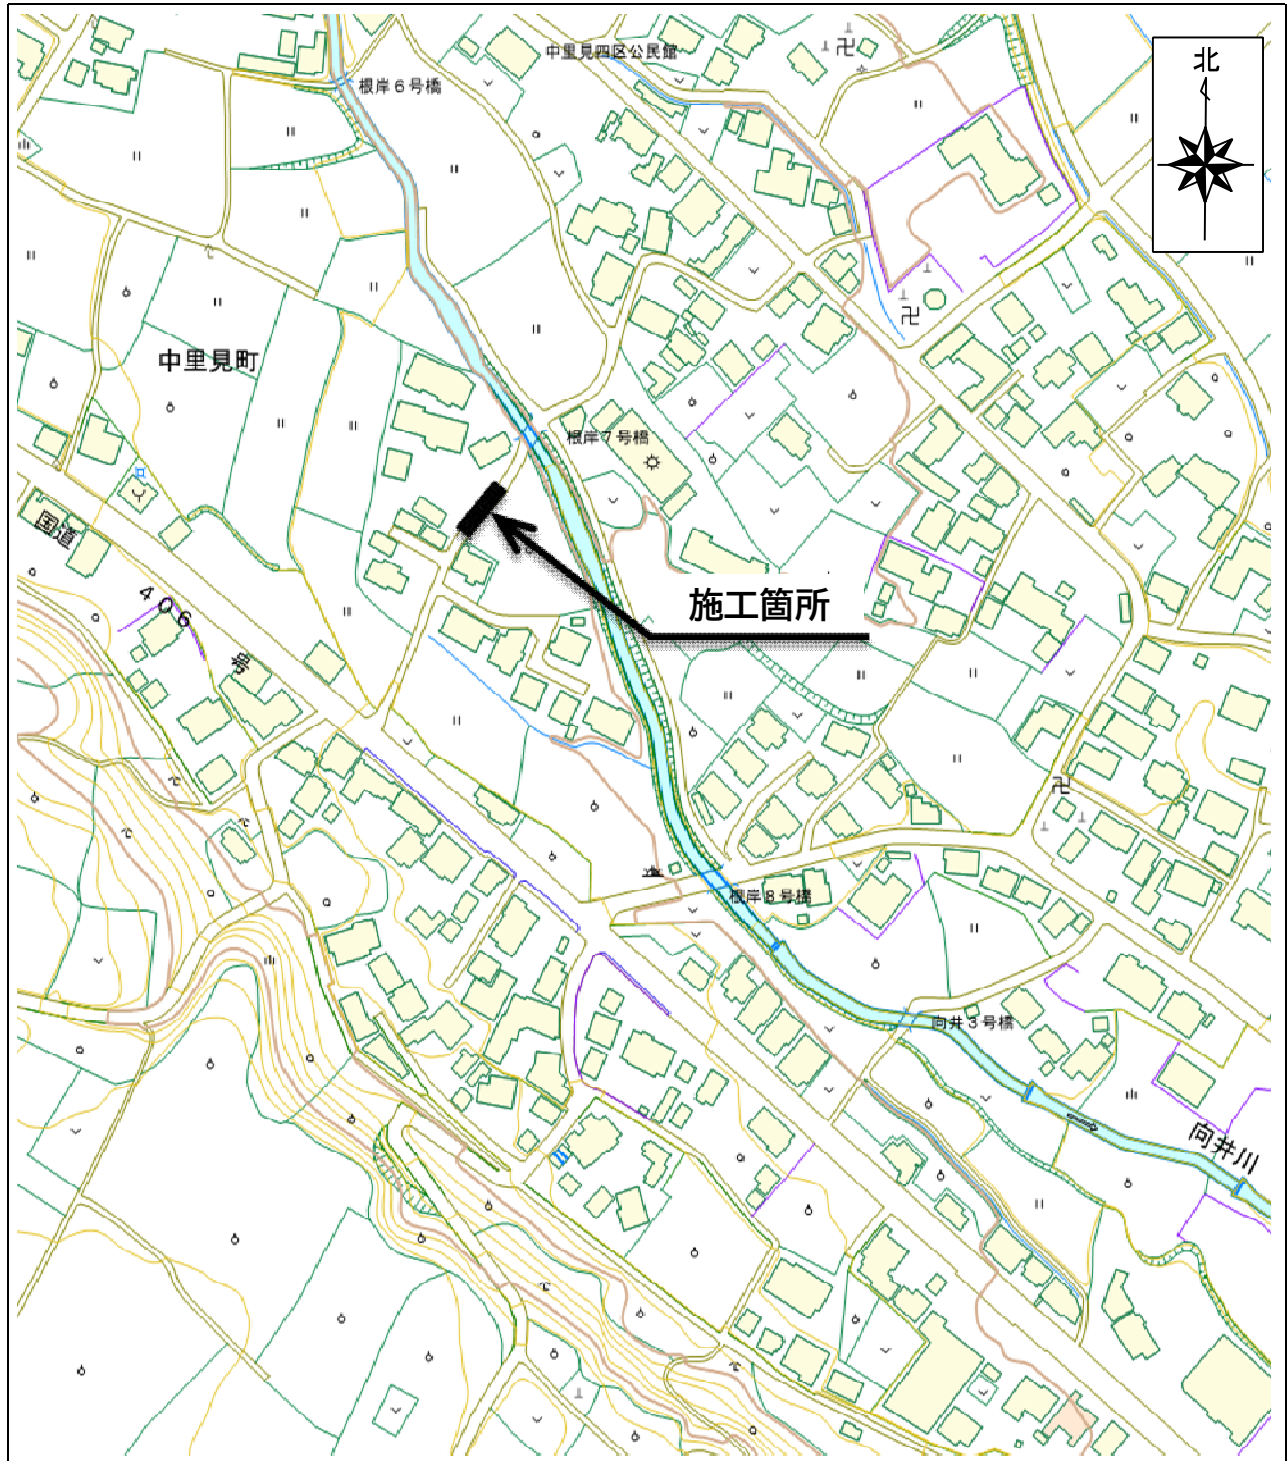 中里見四区公民館
北
根岸6号橋
中里見町
根岸7号橋
国道
406
号
施工箇所
根岸8号橋
向井3号橋
向井川